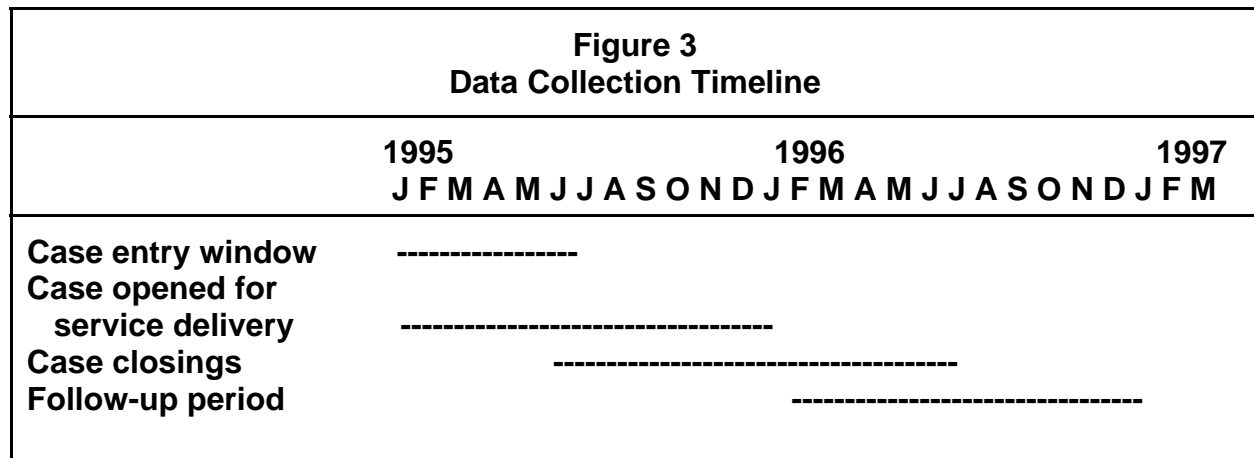 Figure 3
Data Collection Timeline
1995 1996 1997
J F M A M J J A S O N D J F M A M J J A S O N D J F M
Case entry window -----------------
Case opened for
service delivery -----------------------------------
Case closings --------------------------------------
Follow-up period ---------------------------------